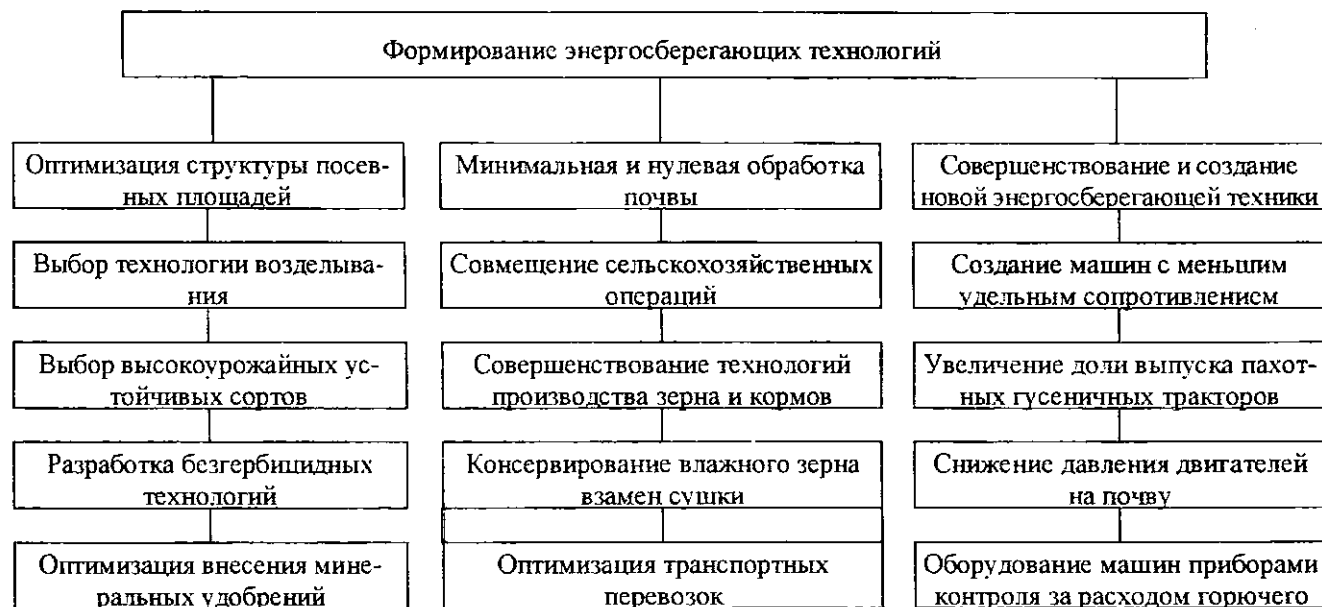 Формирование энергосберегающих технологий
Оптимизация структуры посев-
ных площадей
Минимальная и нулевая обработка
почвы
Совершенствование и создание
новой энергосберегающей техники
Выбор технологии возделыва-
ния
Совмещение сельскохозяйственных
операций
Создание машин с меньшим
удельным сопротивлением
Выбор высокоурожайных ус-
тойчивых сортов
Совершенствование технологий
производства зерна и кормов
Увеличение доли выпуска пахот-
ных гусеничных тракторов
Разработка безгербицидных
технологий
Консервирование влажного зерна
взамен сушки
Снижение давления двигателей
на почву
Оптимизация внесения мине-
ральных удобрений
Оптимизация транспортных
перевозок
Оборудование машин приборами
контроля за расходом горючего